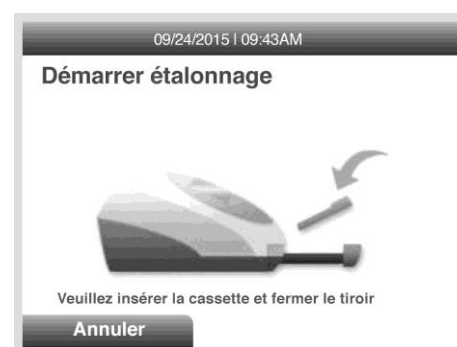 09/24/2015 | 09:43AM
Démarrer étalonnage
Veuillez insérer la cassette et fermer le tiroir
Annuler